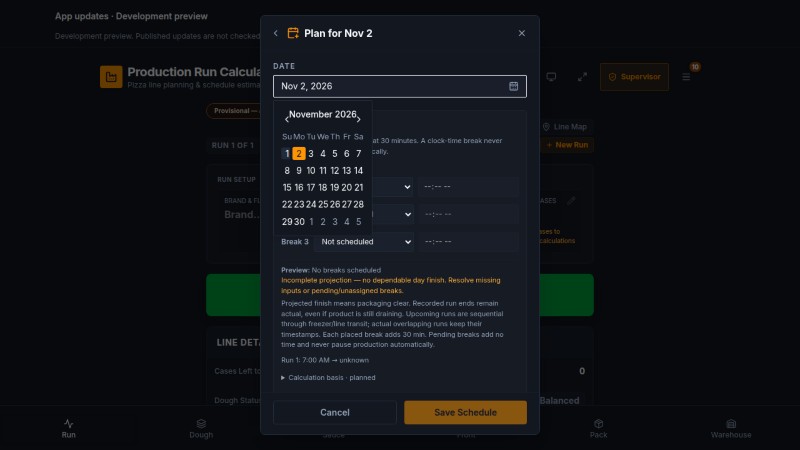 App updates · Development preview
Development preview. Published updates are not checked
Production Run Calcula
Pizza line planning & schedule estima
Supervisor
10
Provisional —
Line Map
RUN 1 OF 1
+ New Run
RUN SETUP
BRAND & F
Brand...
ASES
ases to
calculations
LINE DETA
Cases Left to
0
Dough Status
Balanced
Plan for Nov 2
DATE
Nov 2, 2026
November 2026
Su Mo Tu We Th Fr Sa
1 2 3 4 5 6 7
8 9 10 11 12 13 14
15 16 17 18 19 20 21
22 23 24 25 26 27 28
29 30 1 2 3 4 5
at 30 minutes. A clock-time break never
cally.
--:-- --
--:-- --
Break 3 Not scheduled --:-- --
Preview: No breaks scheduled
Incomplete projection — no dependable day finish. Resolve missing
inputs or pending/unassigned breaks.
Projected finish means packaging clear. Recorded run ends remain
actual, even if product is still draining. Upcoming runs are sequential
through freezer/line transit; actual overlapping runs keep their
timestamps. Each placed break adds 30 min. Pending breaks add no
time and never pause production automatically.
Run 1: 7:00 AM → unknown
▶ Calculation basis · planned
Cancel
Save Schedule
Run
Dough
Pack
Warehouse